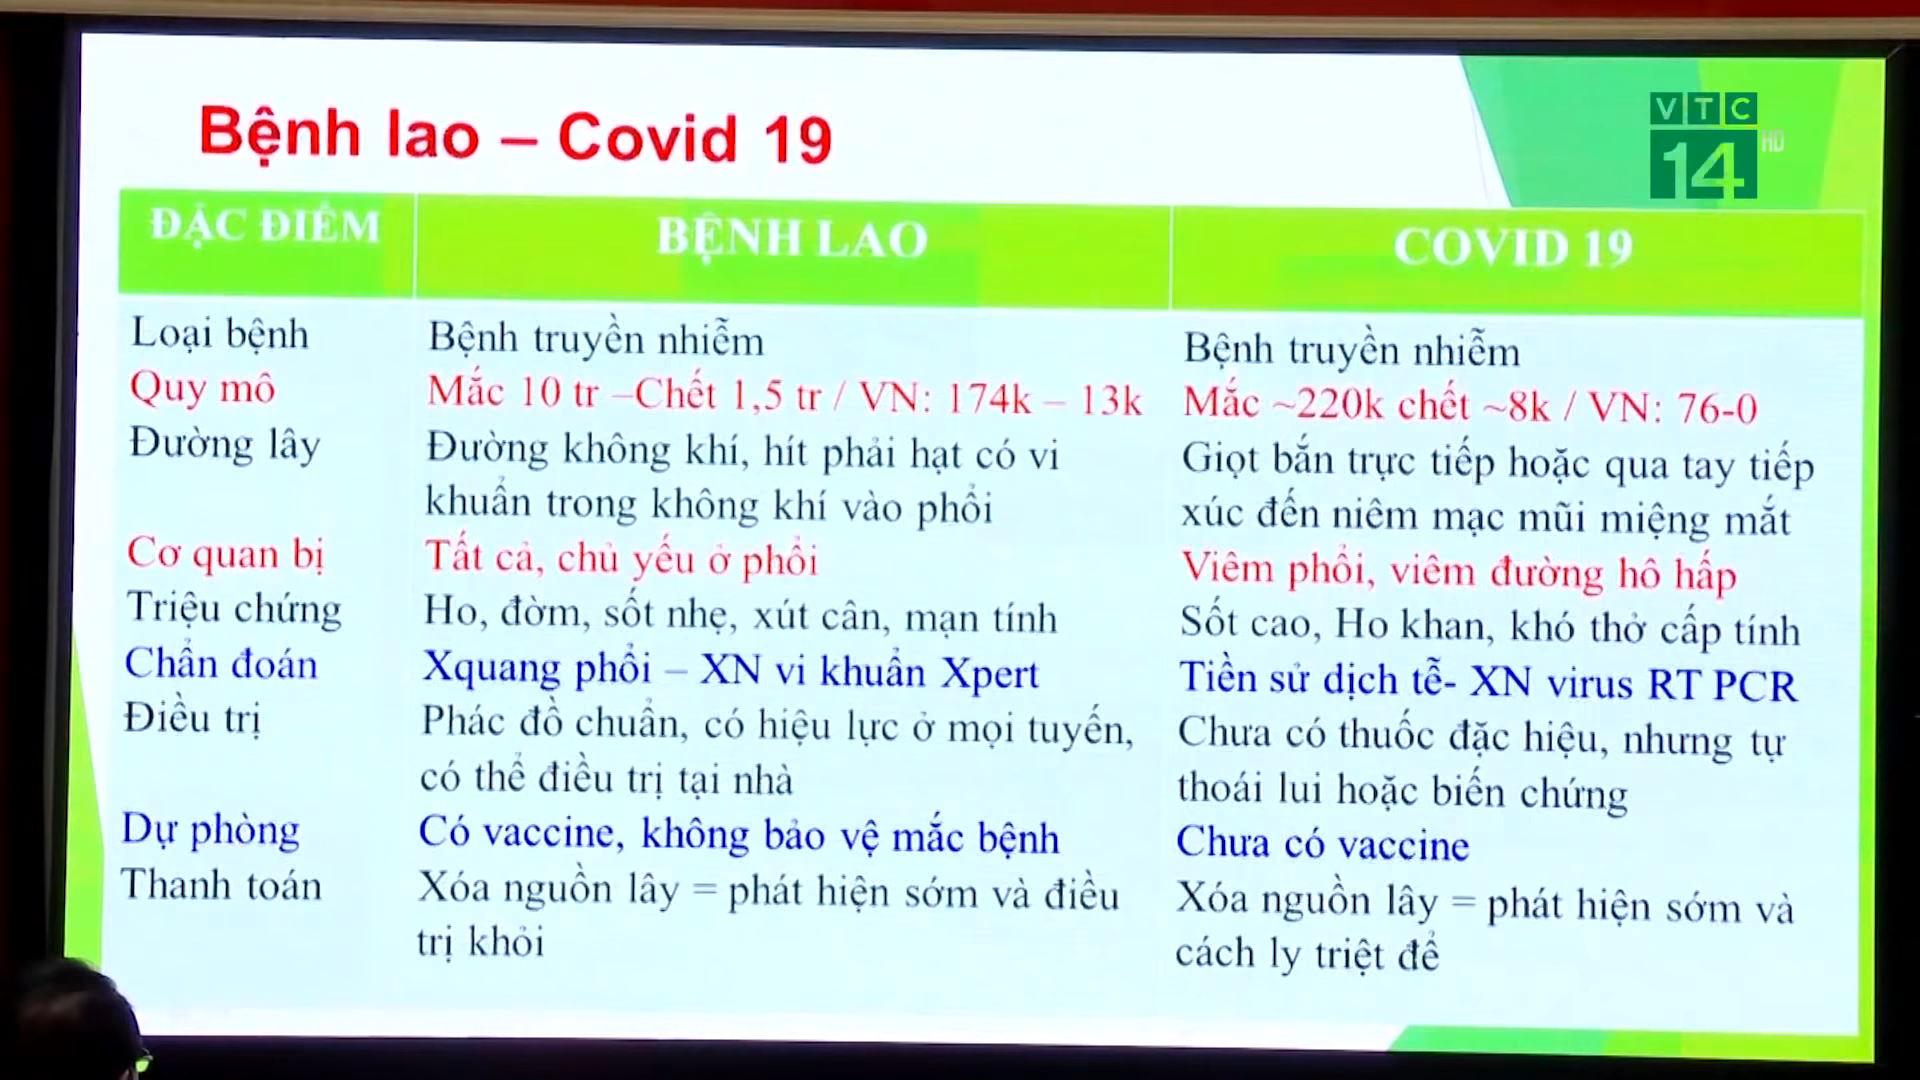 VTC
14 HD
Bệnh lao – Covid 19
ĐẶC ĐIỂM BỆNH LAO COVID 19
Loại bệnh Bệnh truyền nhiễm Bệnh truyền nhiễm
Quy mô Mắc 10 tr –Chết 1,5 tr / VN: 174k – 13k Mắc ~220k chết ~8k / VN: 76-0
Đường lây Đường không khí, hít phải hạt có vi Giọt bắn trực tiếp hoặc qua tay tiếp
khuẩn trong không khí vào phổi xúc đến niêm mạc mũi miệng mắt
Cơ quan bị Tất cả, chủ yếu ở phổi Viêm phổi, viêm đường hô hấp
Triệu chứng Ho, đờm, sốt nhẹ, xút cân, mạn tính Sốt cao, Ho khan, khó thở cấp tính
Chẩn đoán Xquang phổi – XN vi khuẩn Xpert Tiền sử dịch tễ- XN virus RT PCR
Điều trị Phác đồ chuẩn, có hiệu lực ở mọi tuyến, Chưa có thuốc đặc hiệu, nhưng tự
có thể điều trị tại nhà thoái lui hoặc biến chứng
Dự phòng Có vaccine, không bảo vệ mắc bệnh Chưa có vaccine
Thanh toán Xóa nguồn lây = phát hiện sớm và điều Xóa nguồn lây = phát hiện sớm và
trị khỏi cách ly triệt để